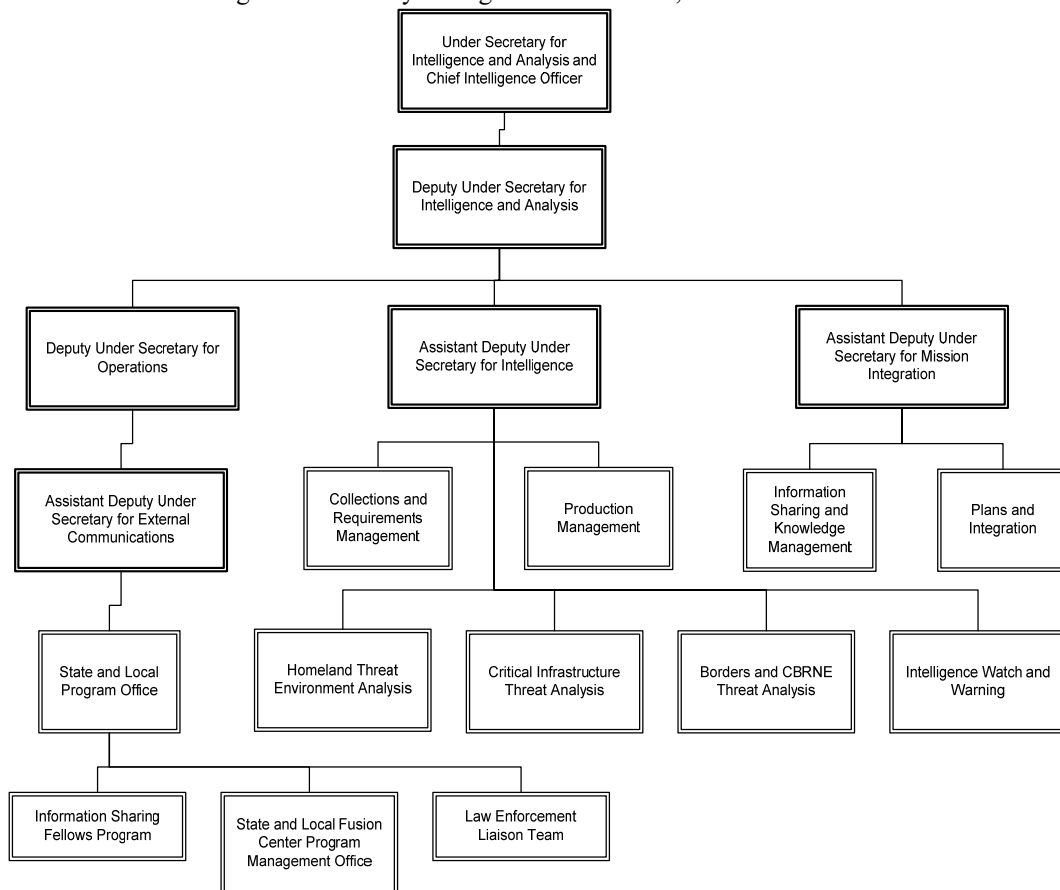 Under Secretary for
Intelligence and Analysis and
Chief Intelligence Officer
Deputy Under Secretary for
Intelligence and Analysis
Deputy Under Secretary for
Operations
Assistant Deputy Under
Secretary for Intelligence
Assistant Deputy Under
Secretary for Mission
Integration
Assistant Deputy Under
Secretary for External
Communications
Collections and
Requirements
Management
Production
Management
Information
Sharing and
Knowledge
Management
Plans and
Integration
State and Local
Program Office
Homeland Threat
Environment Analysis
Critical Infrastructure
Threat Analysis
Borders and CBRNE
Threat Analysis
Intelligence Watch and
Warning
Information Sharing
Fellows Program
State and Local Fusion
Center Program
Management Office
Law Enforcement
Liaison Team